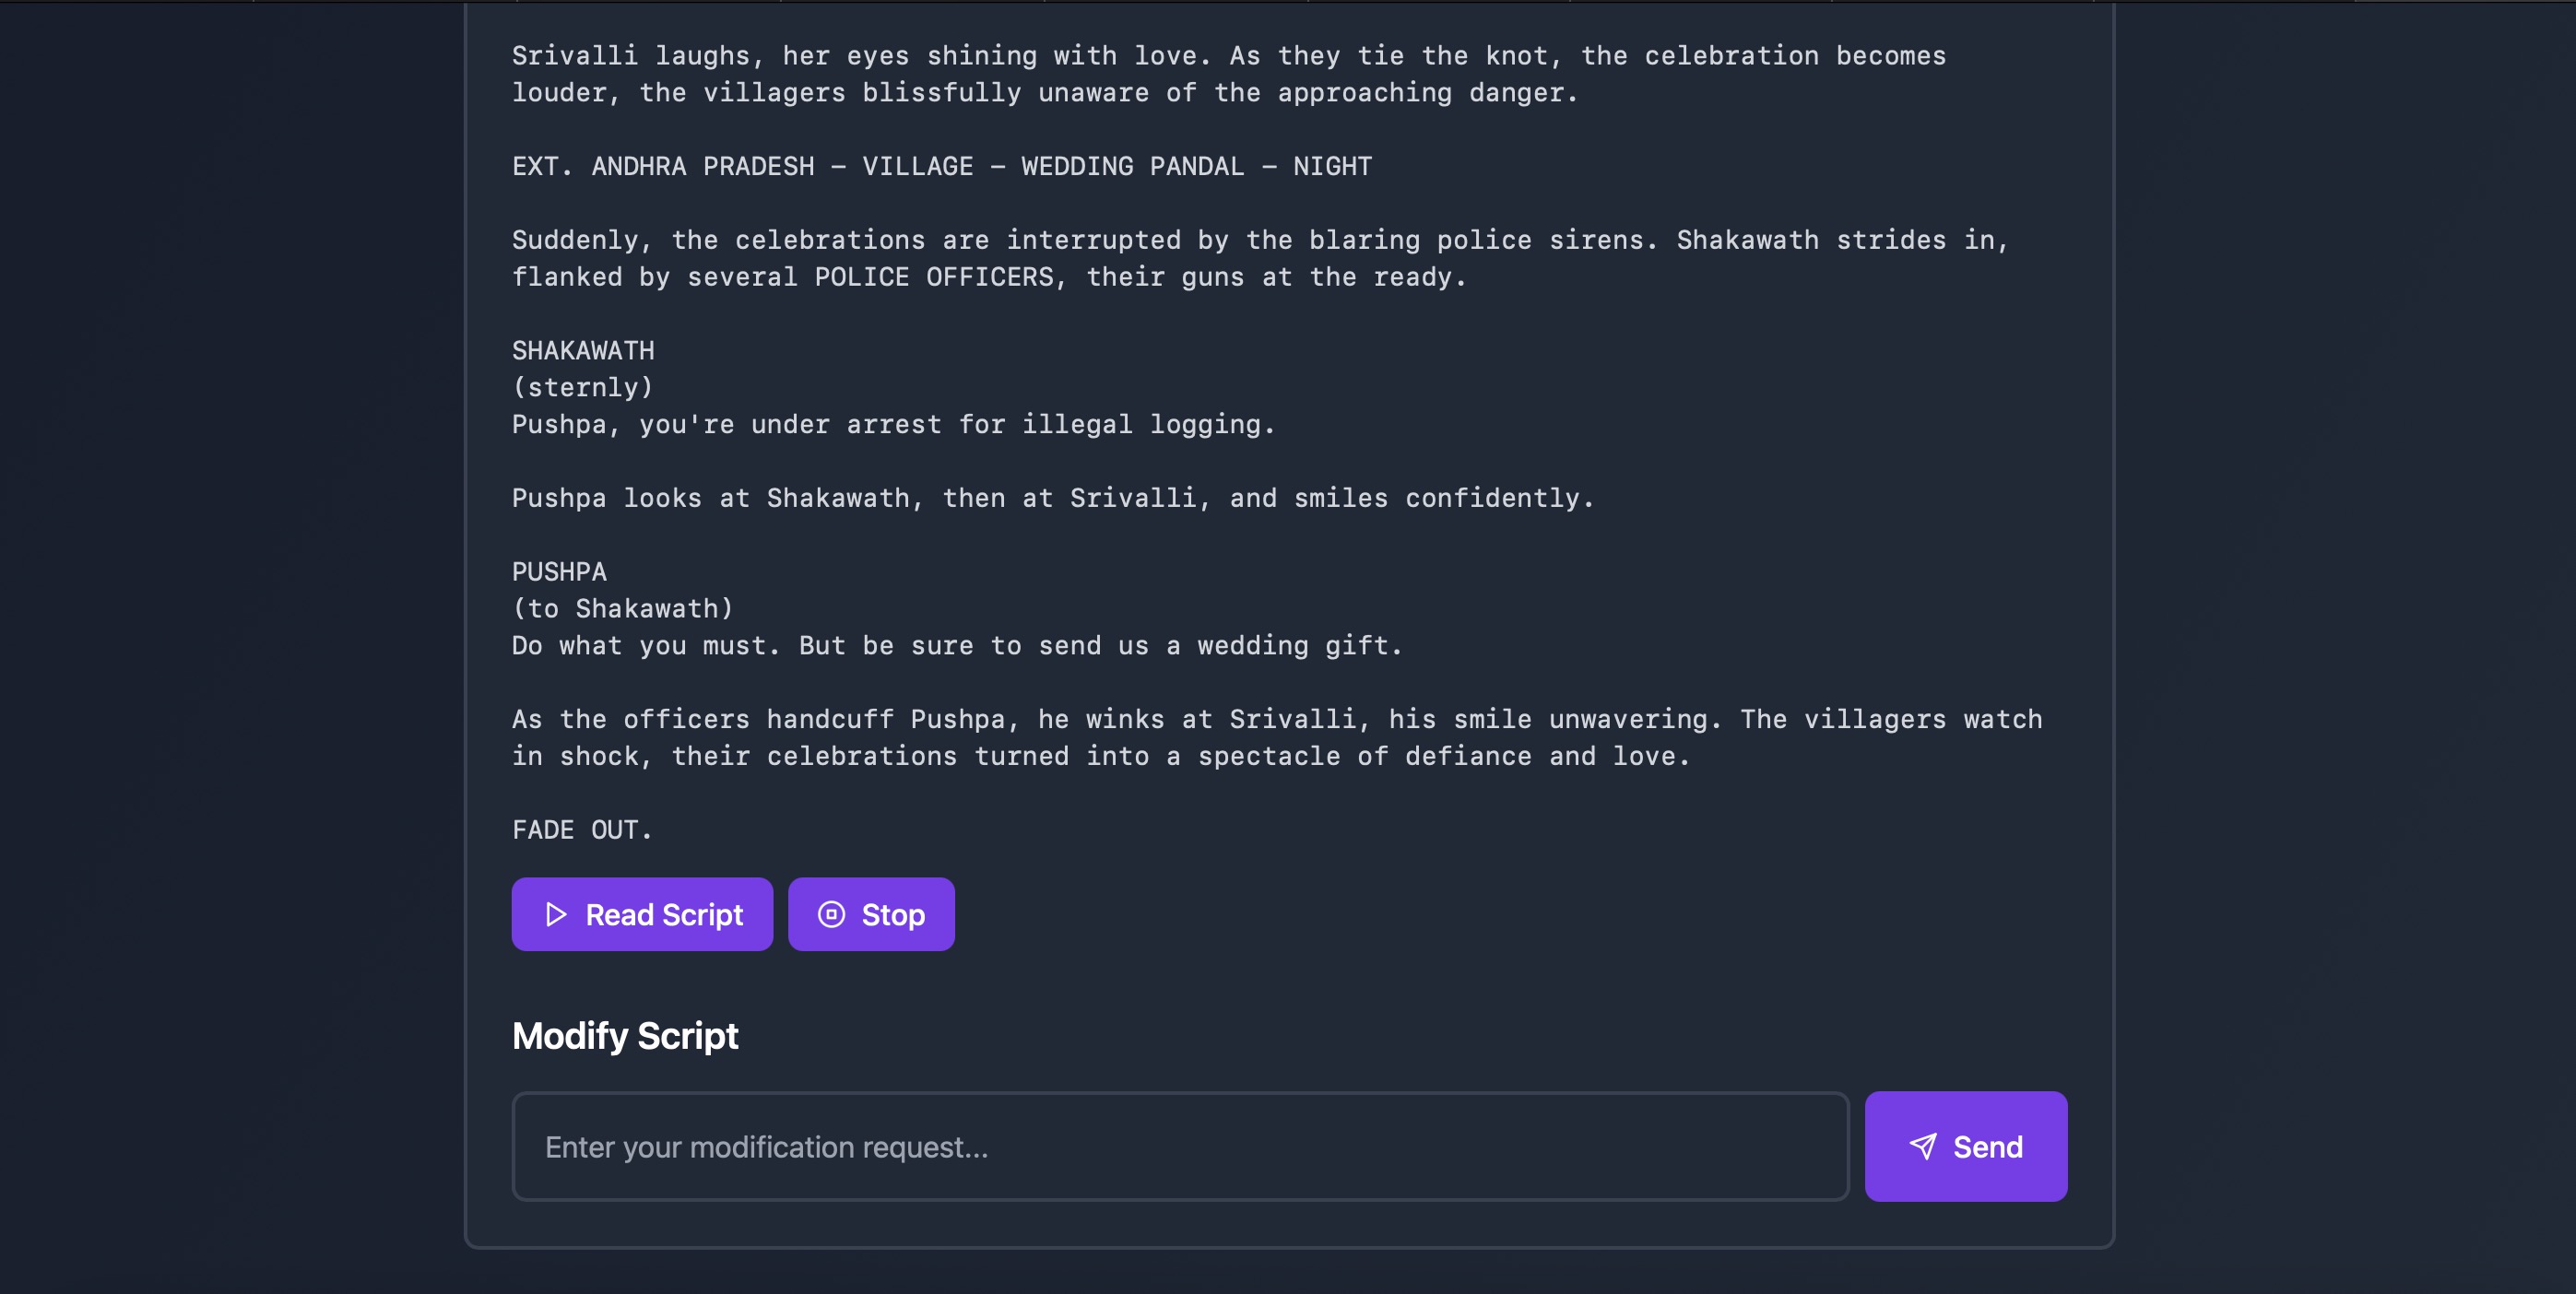 Srivalli laughs, her eyes shining with love. As they tie the knot, the celebration becomes
louder, the villagers blissfully unaware of the approaching danger.
EXT. ANDHRA PRADESH – VILLAGE – WEDDING PANDAL – NIGHT
Suddenly, the celebrations are interrupted by the blaring police sirens. Shakawath strides in,
flanked by several POLICE OFFICERS, their guns at the ready.
SHAKAWATH
(sternly)
Pushpa, you're under arrest for illegal logging.
Pushpa looks at Shakawath, then at Srivalli, and smiles confidently.
PUSHPA
(to Shakawath)
Do what you must. But be sure to send us a wedding gift.
As the officers handcuff Pushpa, he winks at Srivalli, his smile unwavering. The villagers watch
in shock, their celebrations turned into a spectacle of defiance and love.
FADE OUT.
Read Script Stop
Modify Script
Enter your modification request...
Send